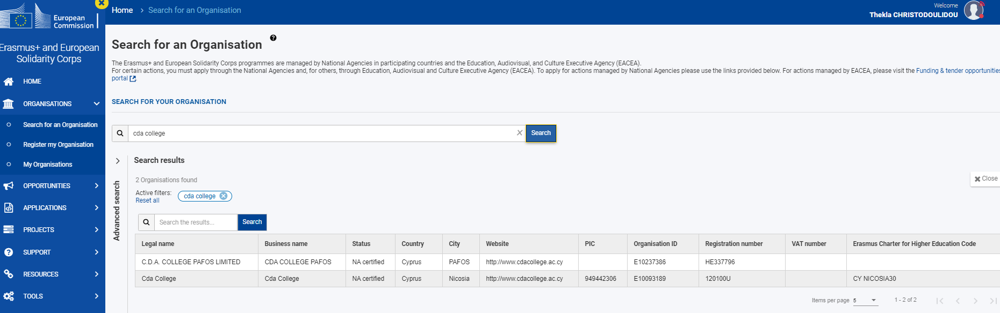 European
Commission
Home > Search for an Organisation
Welcome
Thekla CHRISTODOULIDOU
Erasmus+ and European
Solidarity Corps
HOME
ORGANISATIONS
Search for an Organisation
Register my Organisation
My Organisations
OPPORTUNITIES
APPLICATIONS
PROJECTS
SUPPORT
RESOURCES
TOOLS
Search for an Organisation
The Erasmus+ and European Solidarity Corps programmes are managed by National Agencies in participating countries and the Education, Audiovisual, and Culture Executive Agency (EACEA).
For certain actions, you must apply through the National Agencies and, for others, through Education, Audiovisual and Culture Executive Agency (EACEA). To apply for actions managed by National Agencies please use the links provided below. For actions managed by EACEA, please visit the Funding & tender opportunities
portal .
SEARCH FOR YOUR ORGANISATION
cda college Search
Advanced search
Search results
2 Organisations found
Close
Active filters: cda college
Reset all
Search the results... Search
Legal name Business name Status Country City Website PIC Organisation ID Registration number VAT number Erasmus Charter for Higher Education Code
C.D.A. COLLEGE PAFOS LIMITED CDA COLLEGE PAFOS NA certified Cyprus PAFOS http://www.cdacollege.ac.cy E10237386 HE337796
Cda College Cda College NA certified Cyprus Nicosia http://www.cdacollege.ac.cy 949442306 E10093189 120100U CY NICOSIA30
Items per page 5 1 - 2 of 2